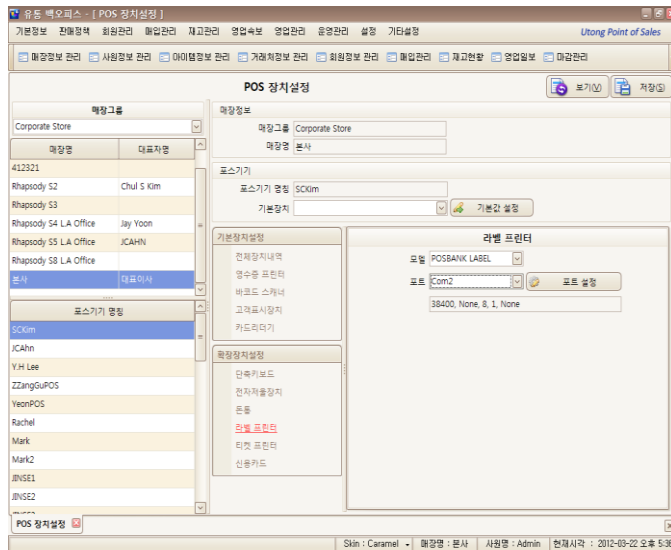 유통 백오피스 - [ POS 장치설정 ]
기본정보 판매정책 회원관리 매입관리 재고관리 영업속보 영업관리 운영관리 설정 기타설정 Utong Point of Sales
매장정보 관리 사원정보 관리 아이템정보 관리 거래처정보 관리 회원정보 관리 매입관리 재고현황 영업일보 마감관리
POS 장치설정 보기(V) 저장(S)
매장그룹
Corporate Store
매장명 대표자명
412321
Rhapsody S2 Chul S Kim
Rhapsody S3
Rhapsody S4 L.A Office Jay Yoon
Rhapsody S5 L.A Office JCAHN
Rhapsody S8 L.A Office
본사 대표이사
포스기기 명칭
SCKim
JCAhn
Y.H Lee
ZZangGuPOS
YeonPOS
Rachel
Mark
Mark2
JINSE1
JINSE2
매장정보
매장그룹 Corporate Store
매장명 본사
포스기기
포스기기 명칭 SCKim
기본장치 기본값 설정
기본장치설정
전체장치내역
영수증 프린터
바코드 스캐너
고객표시장치
카드리더기
확장장치설정
단축키보드
전자저울장치
돈통
라벨 프린터
티켓 프린터
신용카드
라벨 프린터
모델 POSBANK LABEL
포트 Com2 포트 설정
38400, None, 8, 1, None
POS 장치설정
Skin : Caramel 매장명 : 본사 사원명 : Admin 현재시각 : 2012-03-22 오후 5:36